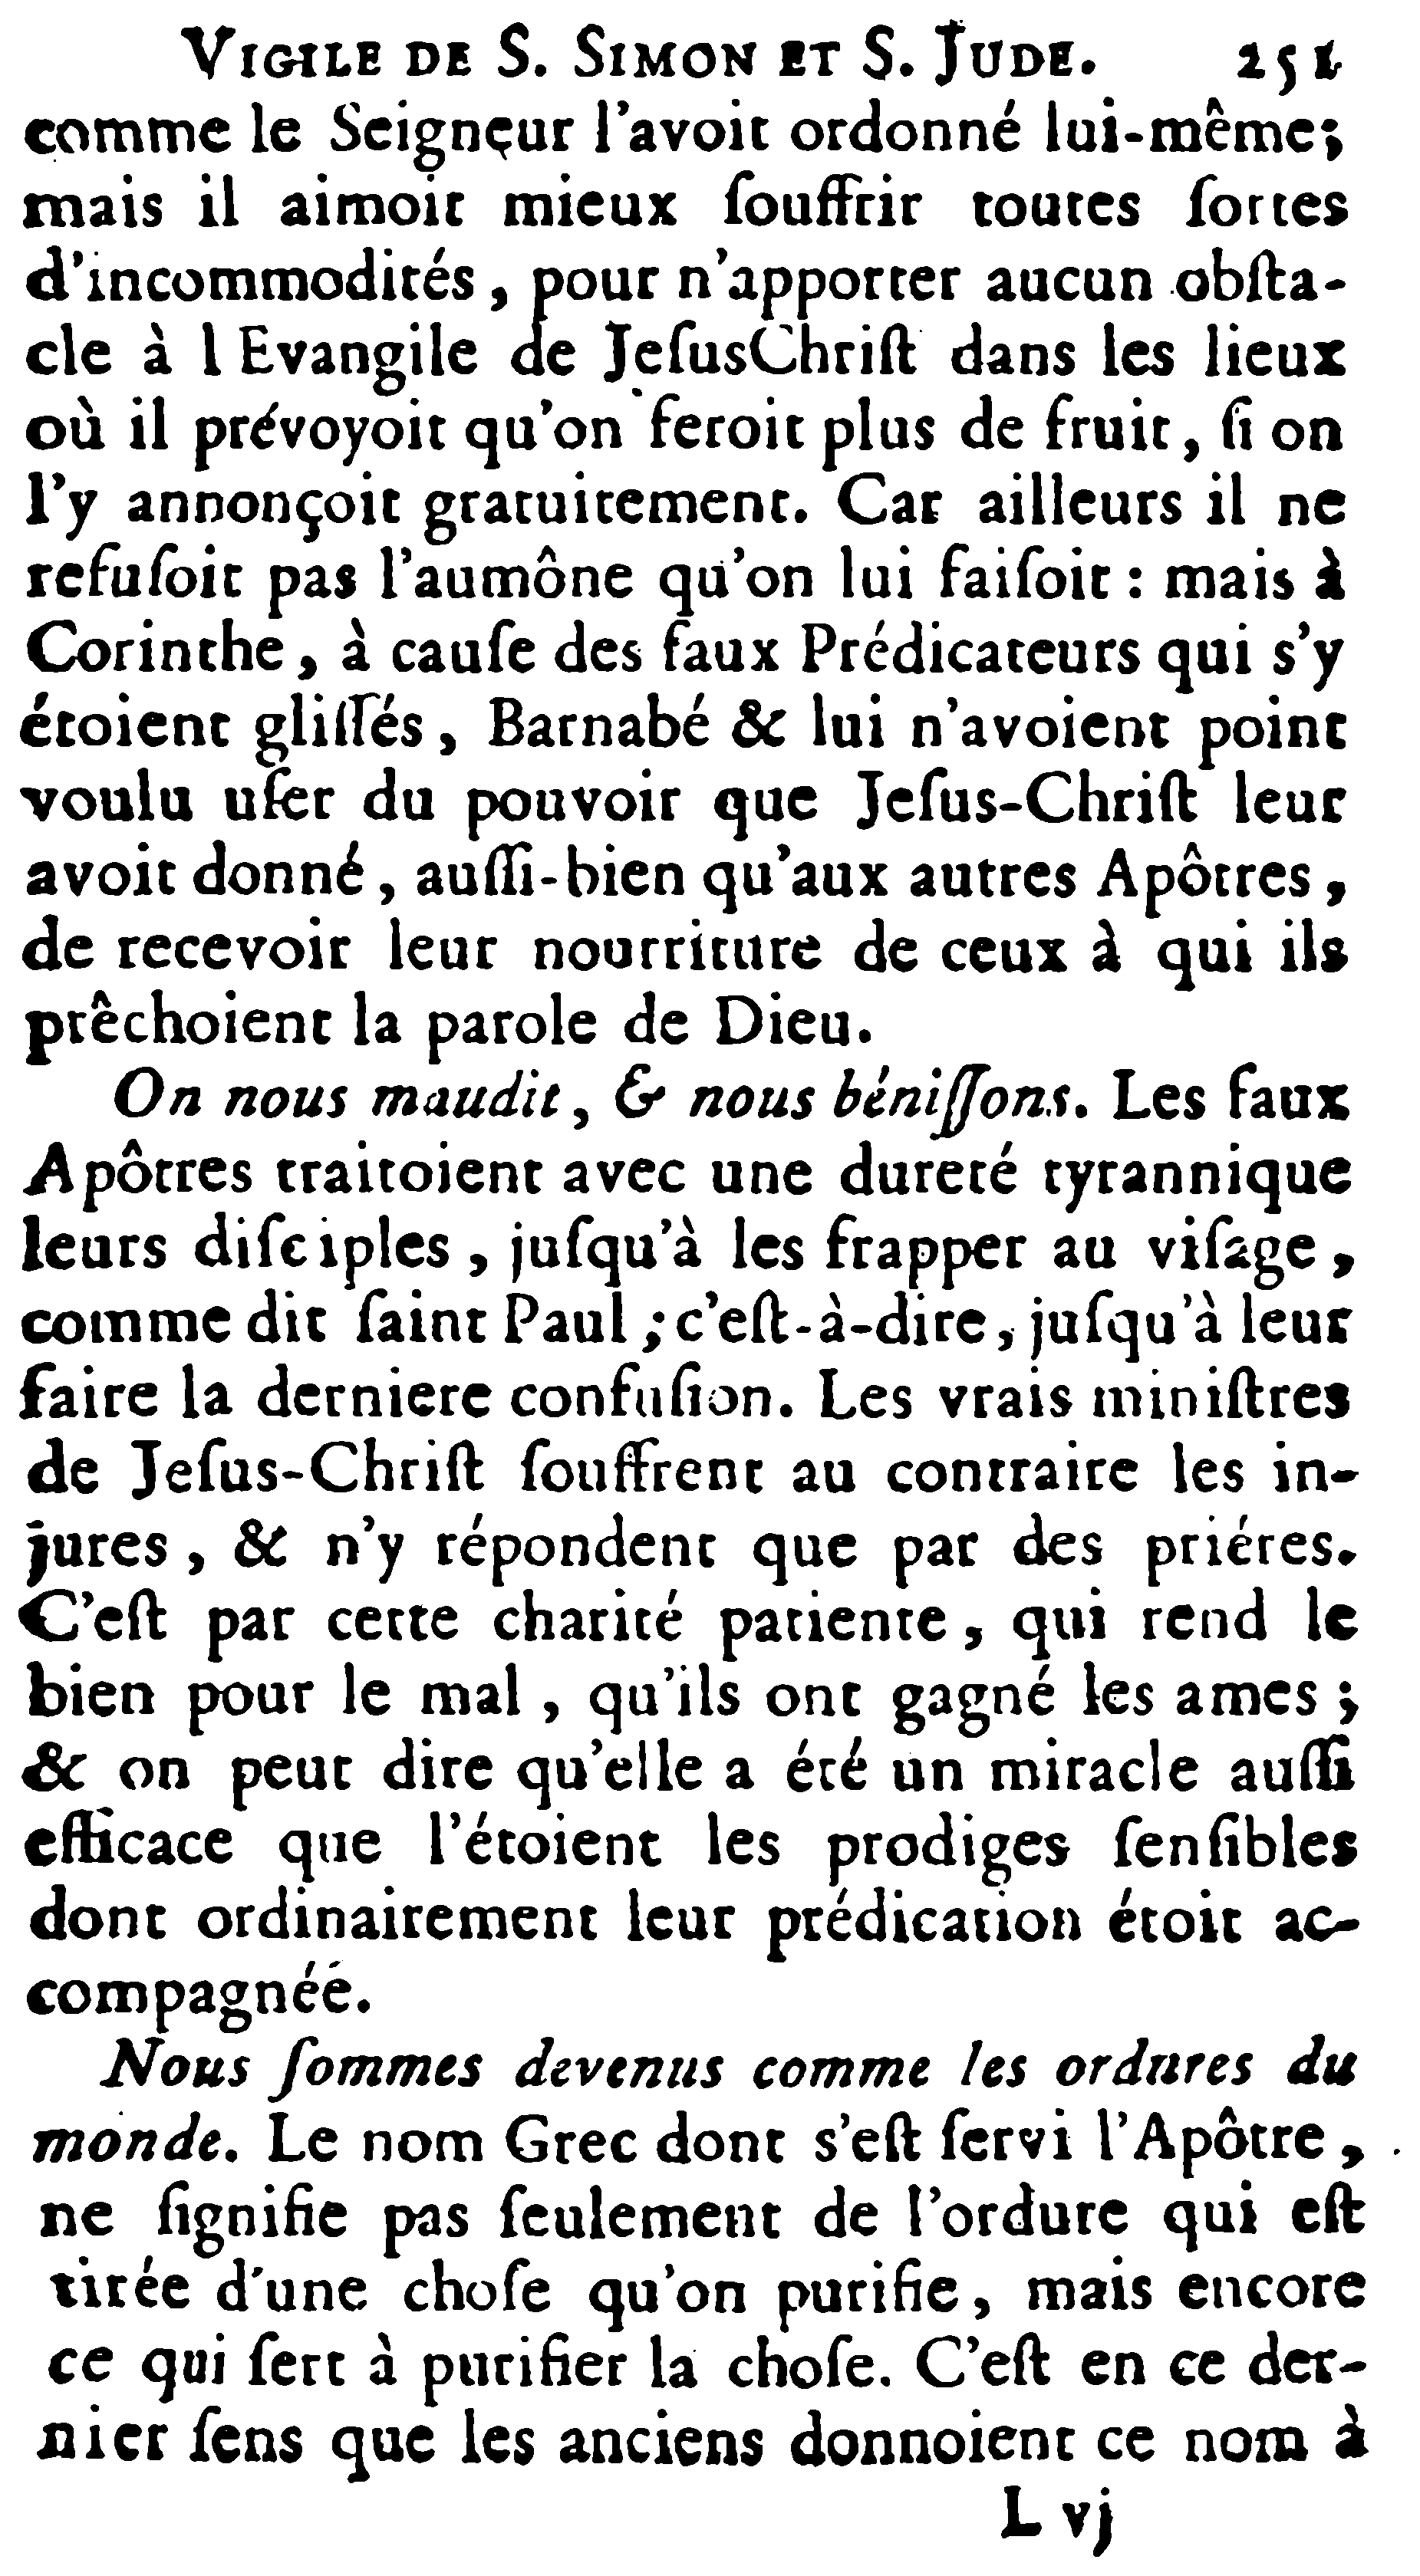 VIGILE DE S. SIMON ET S. JUDE. 251
comme le Seigneur l'avoit ordonné lui-même;
mais il aimoit mieux ſouffrir toutes ſortes
d'incommodités, pour n'apporter aucun obſta-
cle à l Evangile de JeſusChriſt dans les lieux
où il prévoyoit qu'on feroit plus de fruit, ſi on
l'y annonçoit gratuitement. Car ailleurs il ne
refuſoit pas l'aumône qu'on lui faiſoit : mais à
Corinthe, à cauſe des faux Prédicateurs qui s'y
étoient gliſſés, Barnabé & lui n'avoient point
voulu uſer du pouvoir que Jeſus-Chriſt leur
avoit donné, auſſi-bien qu'aux autres Apôtres,
de recevoir leur nourriture de ceux à qui ils
prêchoient la parole de Dieu.
On nous maudit, & nous béniſſons. Les faux
Apôtres traitoient avec une dureté tyrannique
leurs diſciples, juſqu'à les frapper au viſage,
comme dit ſaint Paul ; c'eſt-à-dire, juſqu'à leur
faire la derniere confuſion. Les vrais miniſtres
de Jeſus-Chriſt ſouffrent au contraire les in-
jures, & n'y répondent que par des priéres.
C'eſt par cette charité patiente, qui rend le
bien pour le mal, qu'ils ont gagné les ames ;
& on peut dire qu'elle a été un miracle auſſi
efficace que l'étoient les prodiges ſenſibles
dont ordinairement leur prédication étoit ac-
compagnée.
Nous ſommes devenus comme les ordures du
monde. Le nom Grec dont s'eſt ſervi l'Apôtre,
ne ſignifie pas ſeulement de l'ordure qui eſt
tirée d'une choſe qu'on purifie, mais encore
ce qui ſert à purifier la choſe. C'eſt en ce der-
nier ſens que les anciens donnoient ce nom à
L vj